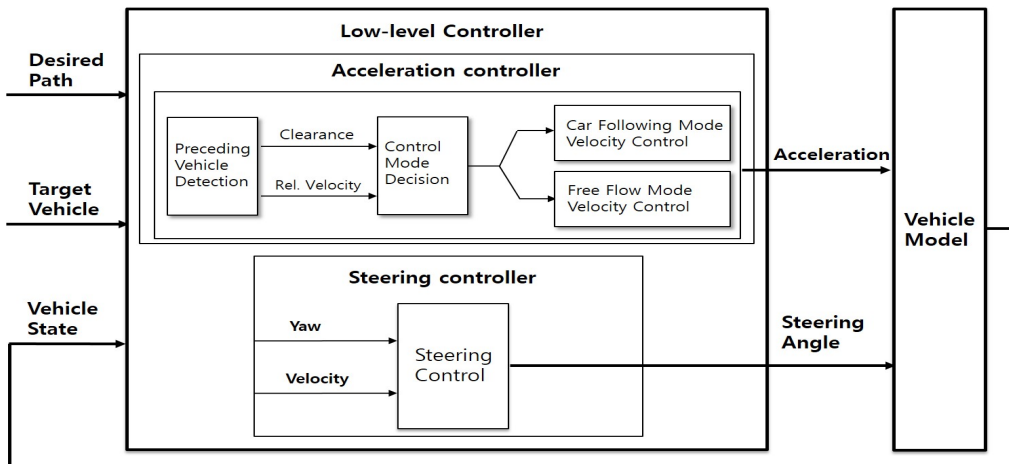 Low-level Controller
Acceleration controller
Desired
Path
Preceding
Vehicle
Detection
Clearance
Rel. Velocity
Control
Mode
Decision
Car Following Mode
Velocity Control
Free Flow Mode
Velocity Control
Acceleration
Target
Vehicle
Vehicle
Model
Steering controller
Vehicle
State
Yaw
Velocity
Steering
Control
Steering
Angle